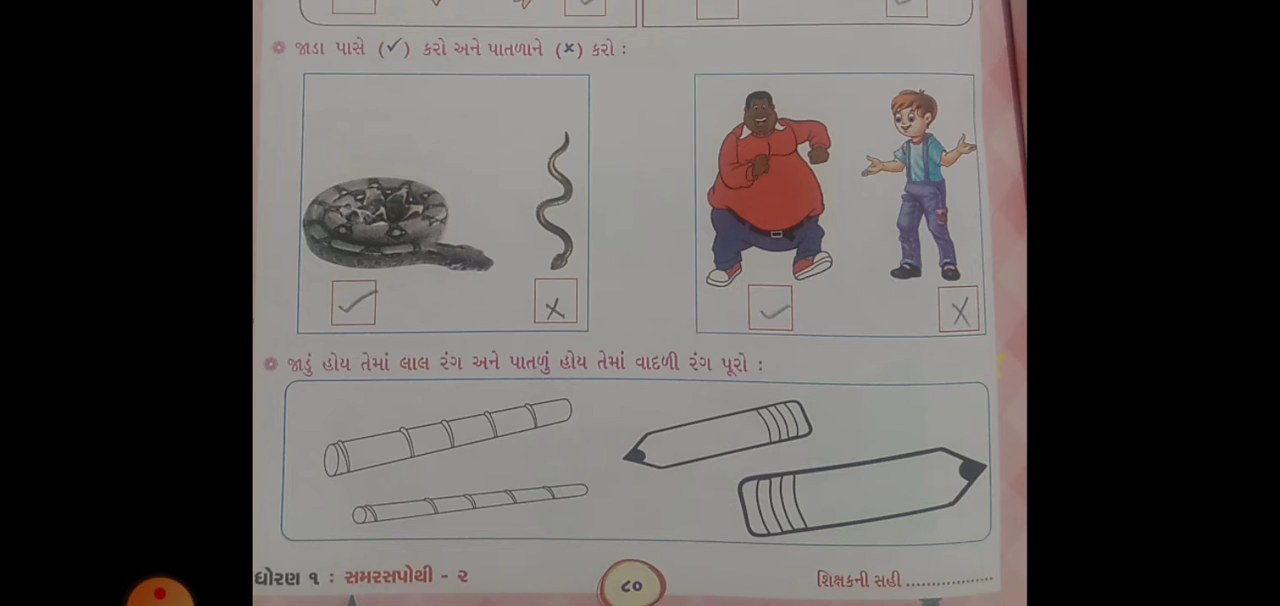 જાડા પાસે (✓) કરો અને પાતળાને (×) કરો :
જાડું હોય તેમાં લાલ રંગ અને પાતળું હોય તેમાં વાદળી રંગ પૂરો :
ધોરણ ૧ : સમરસપોથી - ૨
૮૦
શિક્ષકની સહી ..................